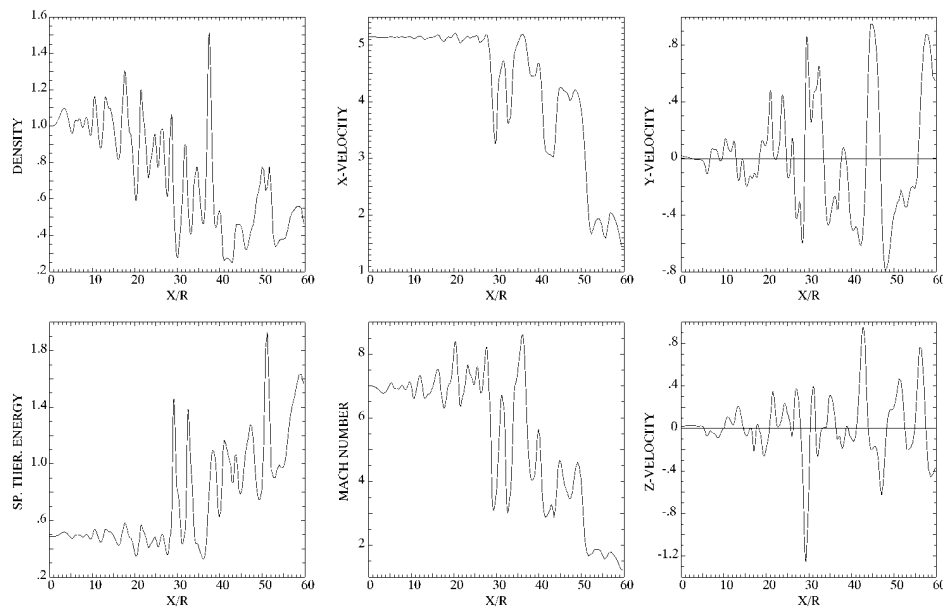 1.6
1.4
1.2
1.0
.8
.6
.4
.2
DENSITY
0 10 20 30 40 50 60
X/R
5
4
3
2
1
X-VELOCITY
0 10 20 30 40 50 60
X/R
.8
.4
0
-.4
-.8
Y-VELOCITY
0 10 20 30 40 50 60
X/R
1.8
1.4
1.0
.6
.2
SP. THER. ENERGY
0 10 20 30 40 50 60
X/R
8
6
4
2
MACH NUMBER
0 10 20 30 40 50 60
X/R
.8
.4
0
-.4
-.8
-1.2
Z-VELOCITY
0 10 20 30 40 50 60
X/R